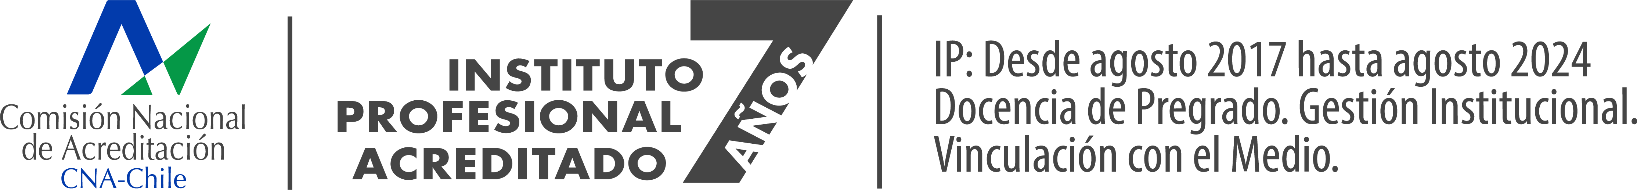 Comisión Nacional
de Acreditación
CNA-Chile
INSTITUTO
PROFESIONAL
ACREDITADO
7
AÑOS
IP: Desde agosto 2017 hasta agosto 2024
Docencia de Pregrado. Gestión Institucional.
Vinculación con el Medio.